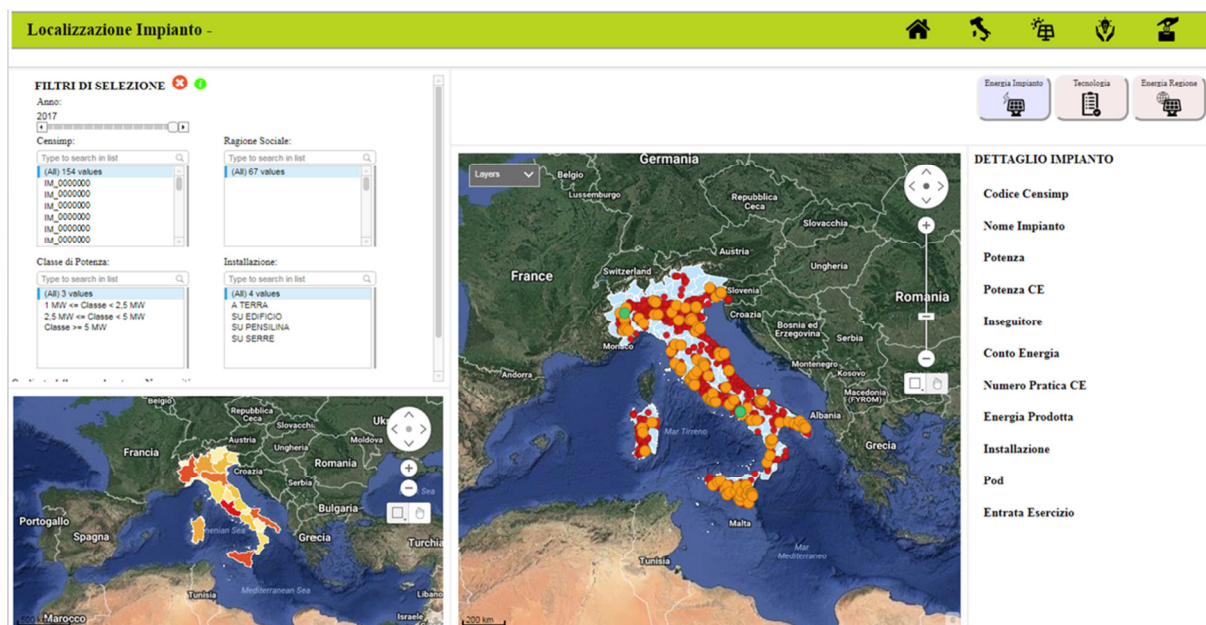 Localizzazione Impianto -
FILTRI DI SELEZIONE
Anno:
2017
Censimp:
Type to search in list
(All) 154 values
IM_0000000
IM_0000000
IM_0000000
IM_0000000
IM_0000000
IM_0000000
Ragione Sociale:
Type to search in list
(All) 67 values
Classe di Potenza:
Type to search in list
(All) 3 values
1 MW <= Classe < 2,5 MW
2,5 MW <= Classe < 5 MW
Classe >= 5 MW
Installazione:
Type to search in list
(All) 4 values
A TERRA
SU EDIFICIO
SU PENSILINA
SU SERRE
Belgio
Repubblica
Ceca
Slovacchi
Ukr
Francia
Austria
Ungheria
Moldova
Croazia
Romania
Serbia
Bulgaria
Portogallo
Spagna
Grecia
Turchia
Tunisia
Mediterranean Sea
Libano
Israele
Marocco
Layers
Germania
Belgio
Lussemburgo
Repubblica
Ceca
Slovacchia
Austria
Ungheria
France
Switzerland
Slovenia
Romania
Croazia
Bosnia ed
Erzegovina
Serbia
Monaco
Montenegro
Kosovo
Andorra
Macedonia
(FYROM)
Albania
Mar Tirreno
Grecia
Malta
Tunisia
Mar
Mediterraneo
200 km
Energia Impianto
Tecnologia
Energia Regione
DETTAGLIO IMPIANTO
Codice Censimp
Nome Impianto
Potenza
Potenza CE
Inseguitore
Conto Energia
Numero Pratica CE
Energia Prodotta
Installazione
Pod
Entrata Esercizio